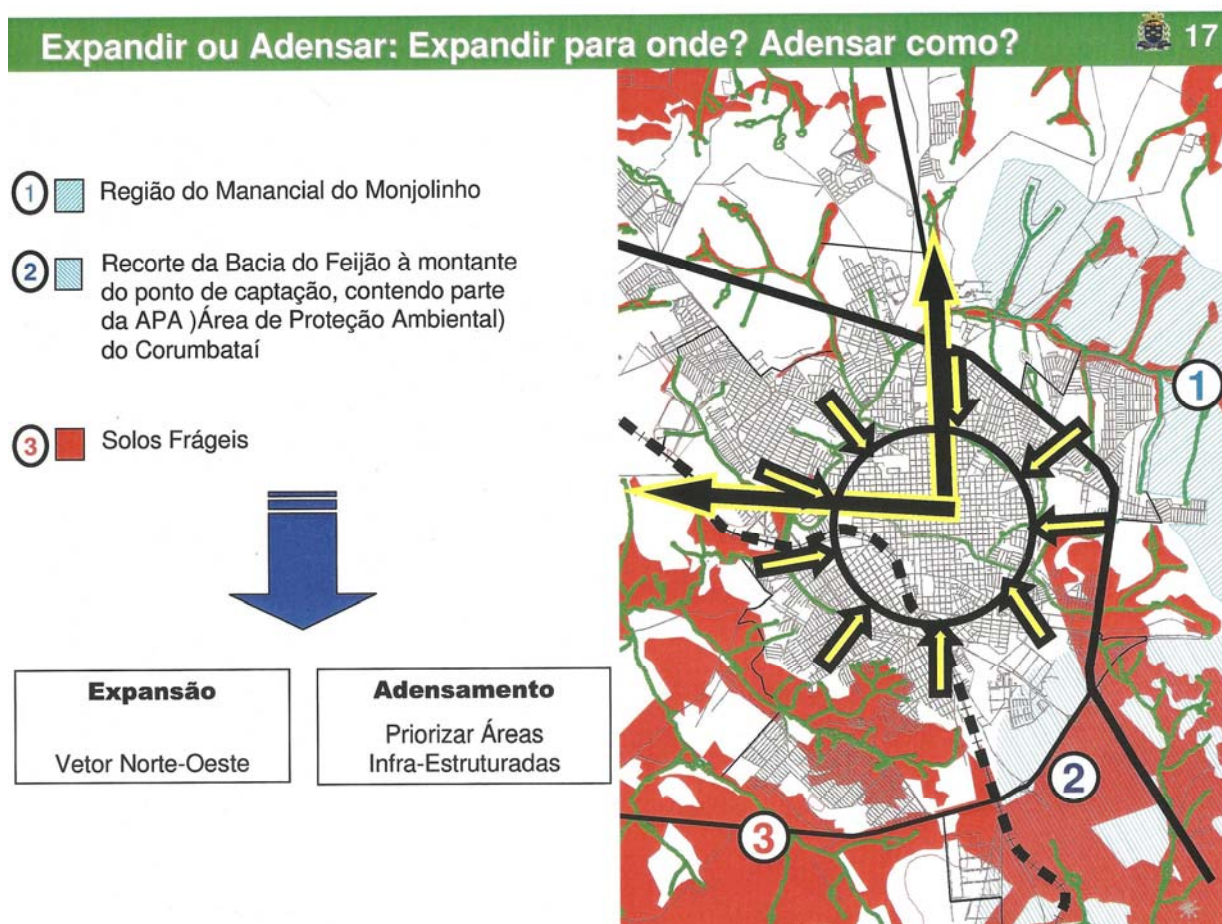 Expandir ou Adensar: Expandir para onde? Adensar como?
17
1 Região do Manancial do Monjolinho
2 Recorte da Bacia do Feijão à montante
do ponto de captação, contendo parte
da APA )Área de Proteção Ambiental)
do Corumbataí
3 Solos Frágeis
Expansão
Vetor Norte-Oeste
Adensamento
Priorizar Áreas
Infra-Estruturadas
1
2
3